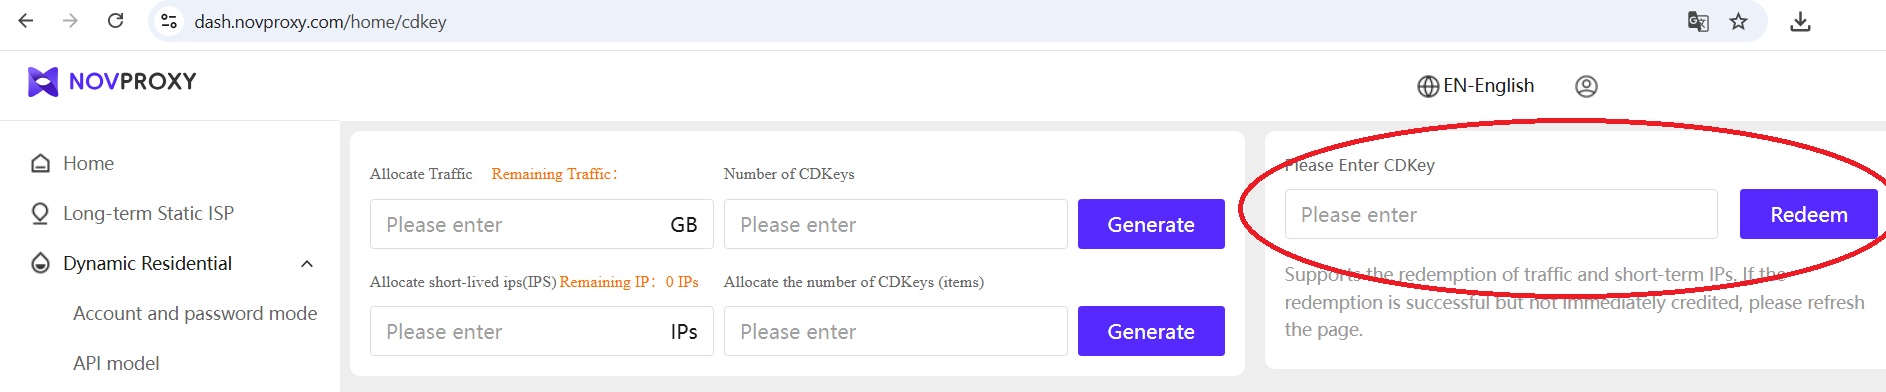 dash.novproxy.com/home/cdkey
NOVPROXY
EN-English
Home
Long-term Static ISP
Dynamic Residential
Account and password mode
API model
Allocate Traffic Remaining Traffic：
Number of CDKeys
Please enter GB
Please enter
Generate
Allocate short-lived ips(IPS) Remaining IP：0 IPs
Allocate the number of CDKeys (items)
Please enter IPs
Please enter
Generate
Please Enter CDKey
Please enter
Redeem
Supports the redemption of traffic and short-term IPs. If the
redemption is successful but not immediately credited, please refresh
the page.